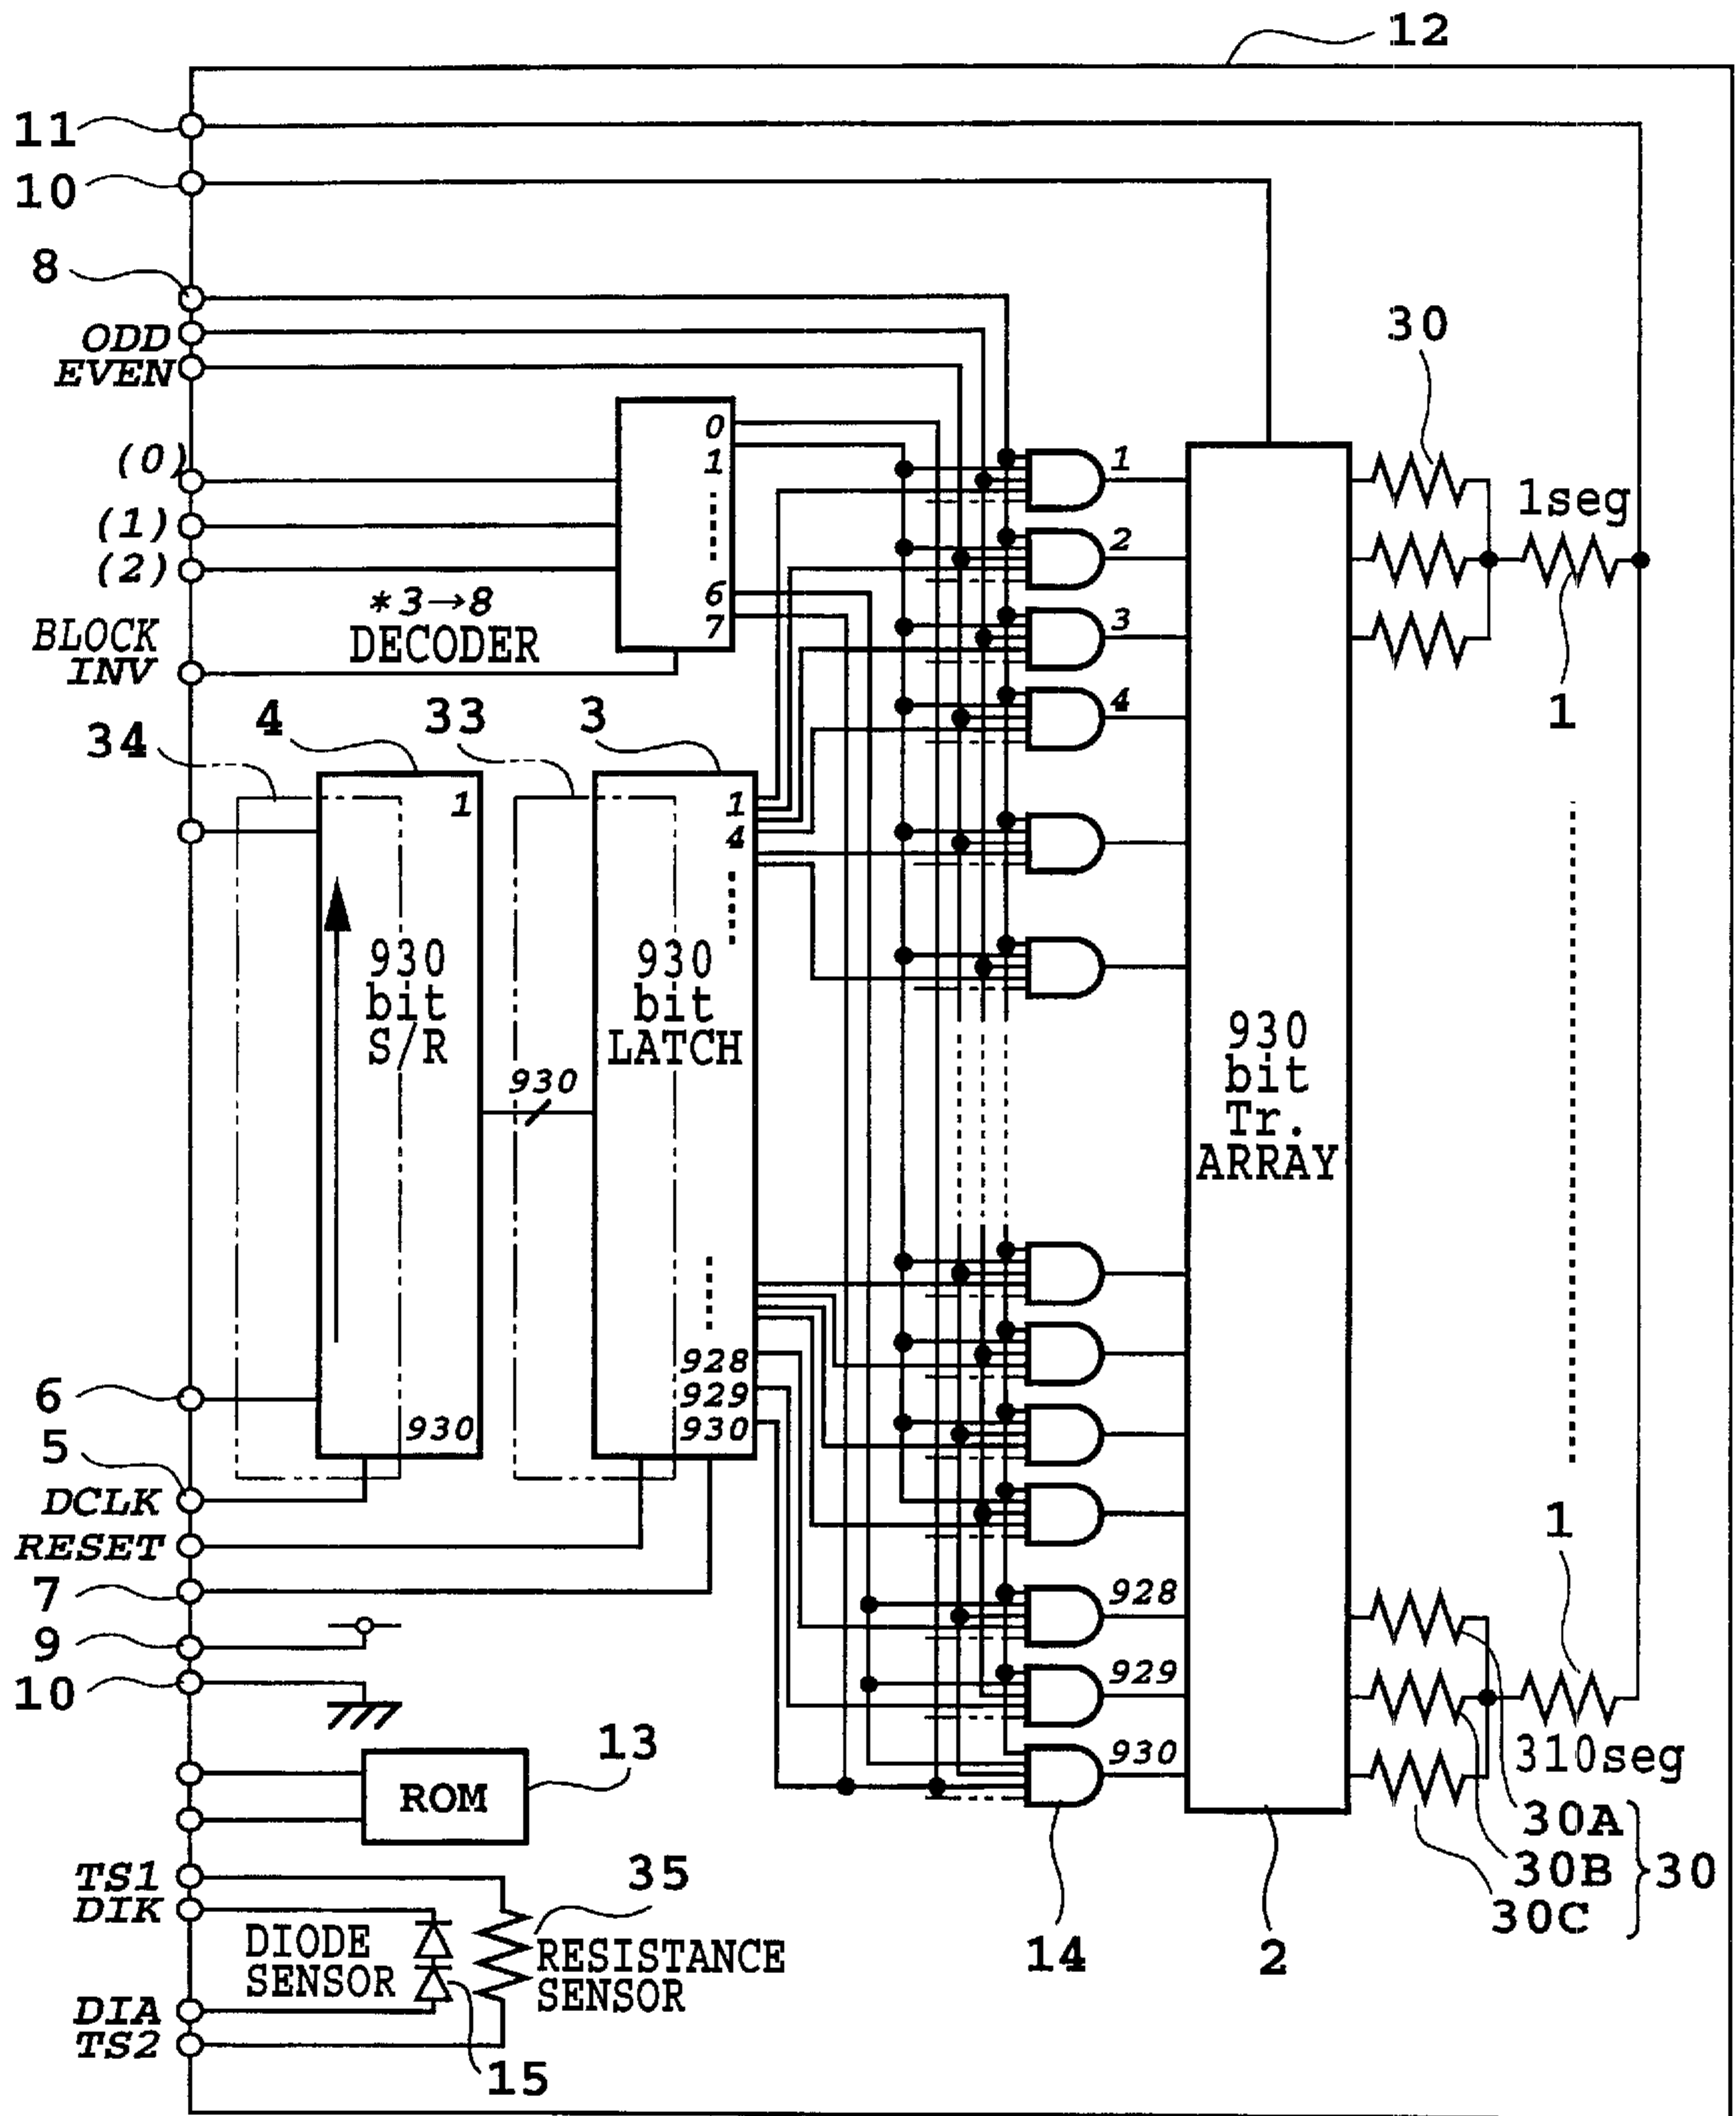 12
11
10
8
ODD
EVEN
30
0
1
(0)
1
1seg
(1)
2
(2)
6
*3→8
7
3
BLOCK
DECODER
INV
1
4
34
4
33
3
1
1
4
930
bit
S/R
930
bit
LATCH
930
930
bit
Tr.
ARRAY
928
6
929
930
930
5
DCLK
1
RESET
928
7
9
929
10
13
930
310seg
ROM
30A
TS1
35
30B
30
DIK
30C
DIODE
SENSOR
RESISTANCE
SENSOR
14
2
DIA
TS2
15